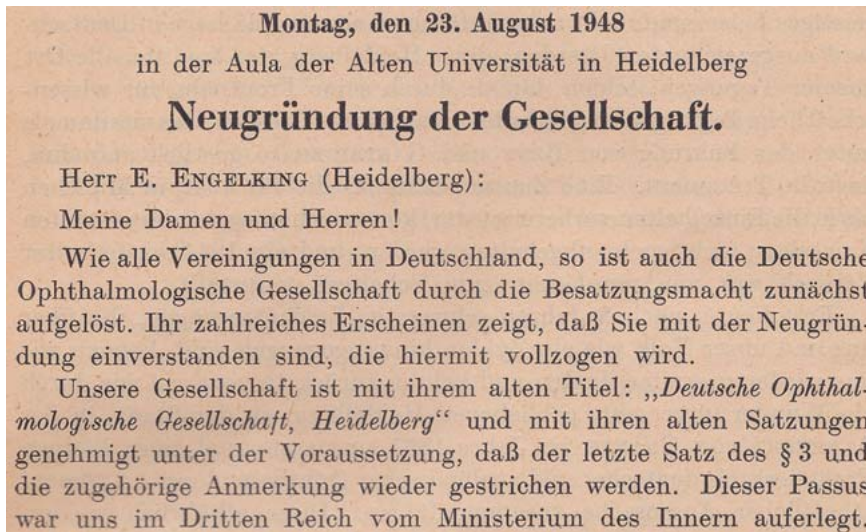 Montag, den 23. August 1948
in der Aula der Alten Universität in Heidelberg
Neugründung der Gesellschaft.
Herr E. ENGELKING (Heidelberg):
Meine Damen und Herren!
Wie alle Vereinigungen in Deutschland, so ist auch die Deutsche
Ophthalmologische Gesellschaft durch die Besatzungsmacht zunächst
aufgelöst. Ihr zahlreiches Erscheinen zeigt, daß Sie mit der Neugrün-
dung einverstanden sind, die hiermit vollzogen wird.
Unsere Gesellschaft ist mit ihrem alten Titel: „Deutsche Ophthal-
mologische Gesellschaft, Heidelberg“ und mit ihren alten Satzungen
genehmigt unter der Voraussetzung, daß der letzte Satz des § 3 und
die zugehörige Anmerkung wieder gestrichen werden. Dieser Passus
war uns im Dritten Reich vom Ministerium des Innern auferlegt.